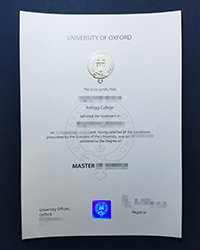 UNIVERSITY OF OXFORD
This is to certify that
Kellogg College
satisfied the Examiners in
and having satisfied all the conditions
prescribed by the Statutes of the University, was on
admitted to the Degree of
MASTER
University Offices,
Oxford
Registrar